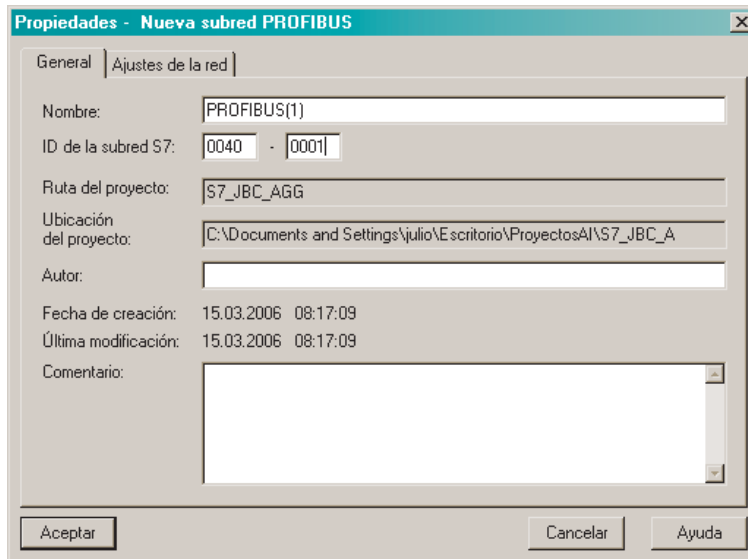 Propiedades - Nueva subred PROFIBUS
General
Ajustes de la red
Nombre: PROFIBUS(1)
ID de la subred S7: 0040 - 0001
Ruta del proyecto: S7_JBC_AGG
Ubicación
del proyecto: C:\Documents and Settings\julio\Escritorio\ProyectosAI\S7_JBC_A
Autor:
Fecha de creación: 15.03.2006 08:17:09
Última modificación: 15.03.2006 08:17:09
Comentario:
Aceptar
Cancelar
Ayuda